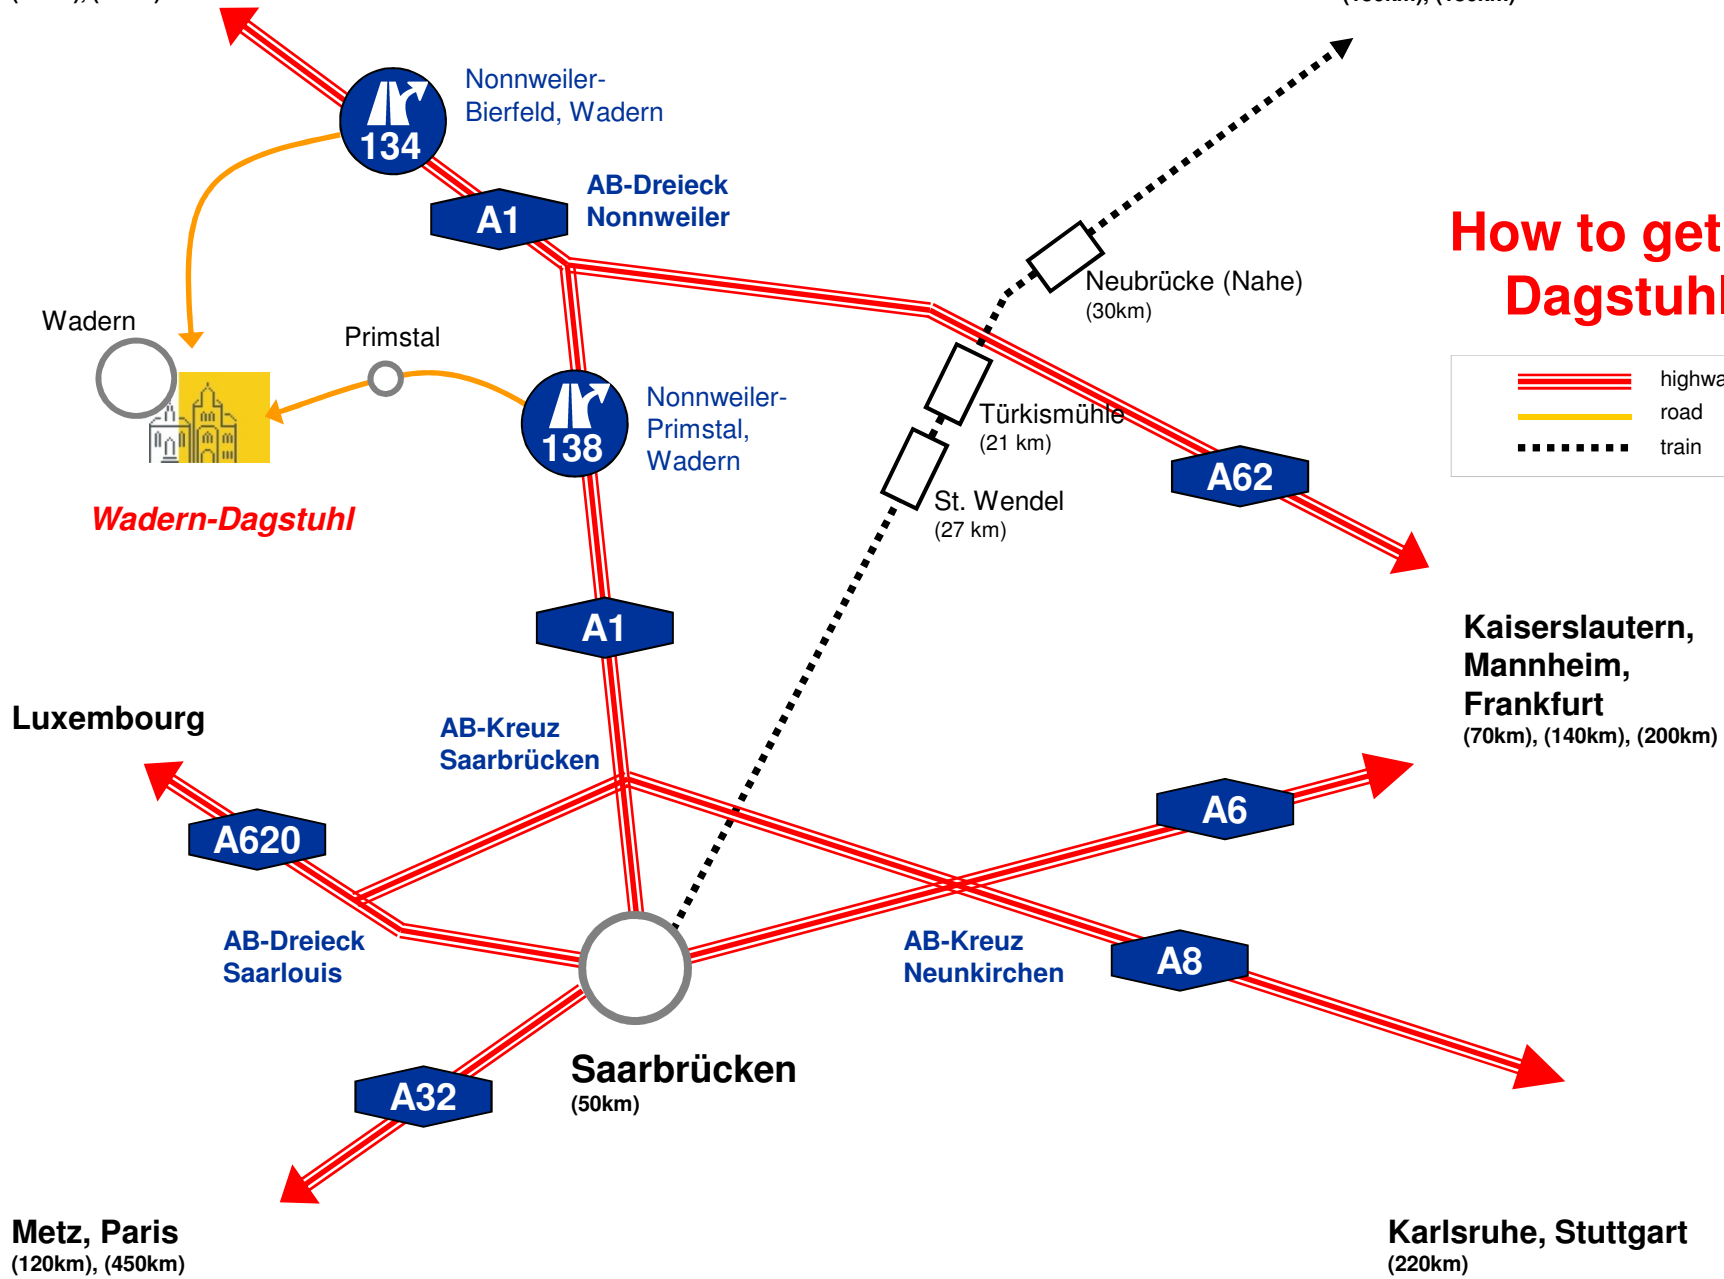 134
Nonnweiler-
Bierfeld, Wadern
A1
AB-Dreieck
Nonnweiler
How to get
Dagstuhl
Neubrücke (Nahe)
(30km)
Wadern
Primstal
road
train
138
Nonnweiler-
Primstal,
Wadern
Türkismühle
(21 km)
A62
St. Wendel
(27 km)
Wadern-Dagstuhl
A1
Kaiserslautern,
Mannheim,
Frankfurt
(70km), (140km), (200km)
Luxembourg
AB-Kreuz
Saarbrücken
A620
A6
AB-Dreieck
Saarlouis
AB-Kreuz
Neunkirchen
A8
A32
Saarbrücken
(50km)
Metz, Paris
(120km), (450km)
Karlsruhe, Stuttgart
(220km)